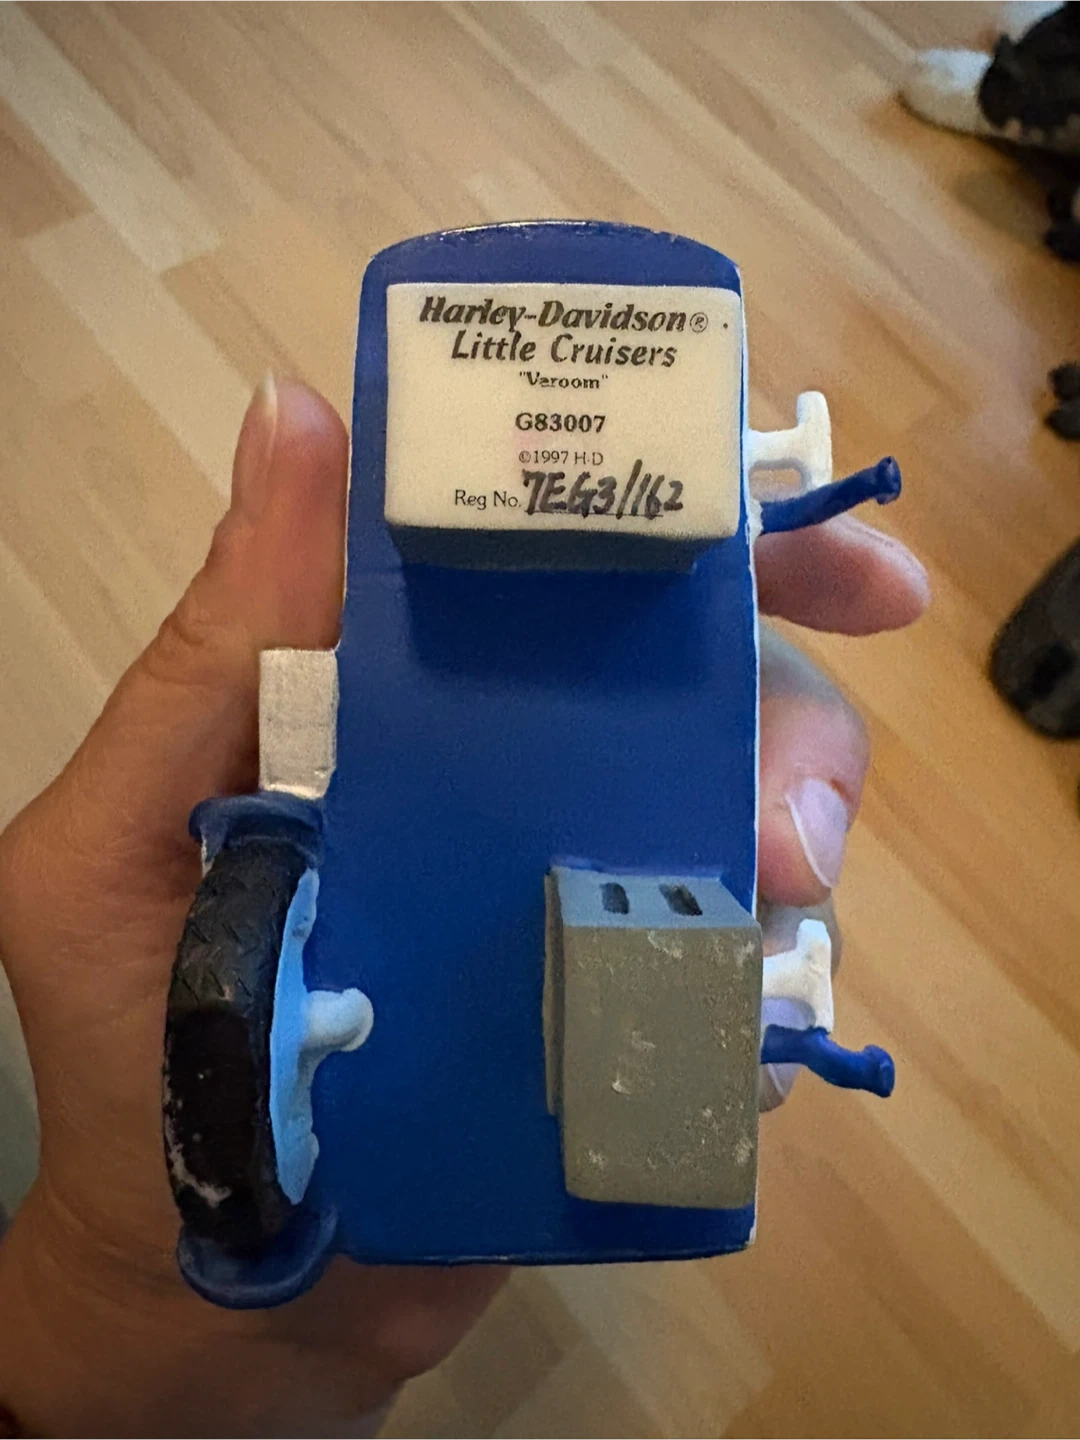 Harley-Davidson®
Little Cruisers
"Varoom"
G83007
©1997 H-D
Reg No. 7EG3/162